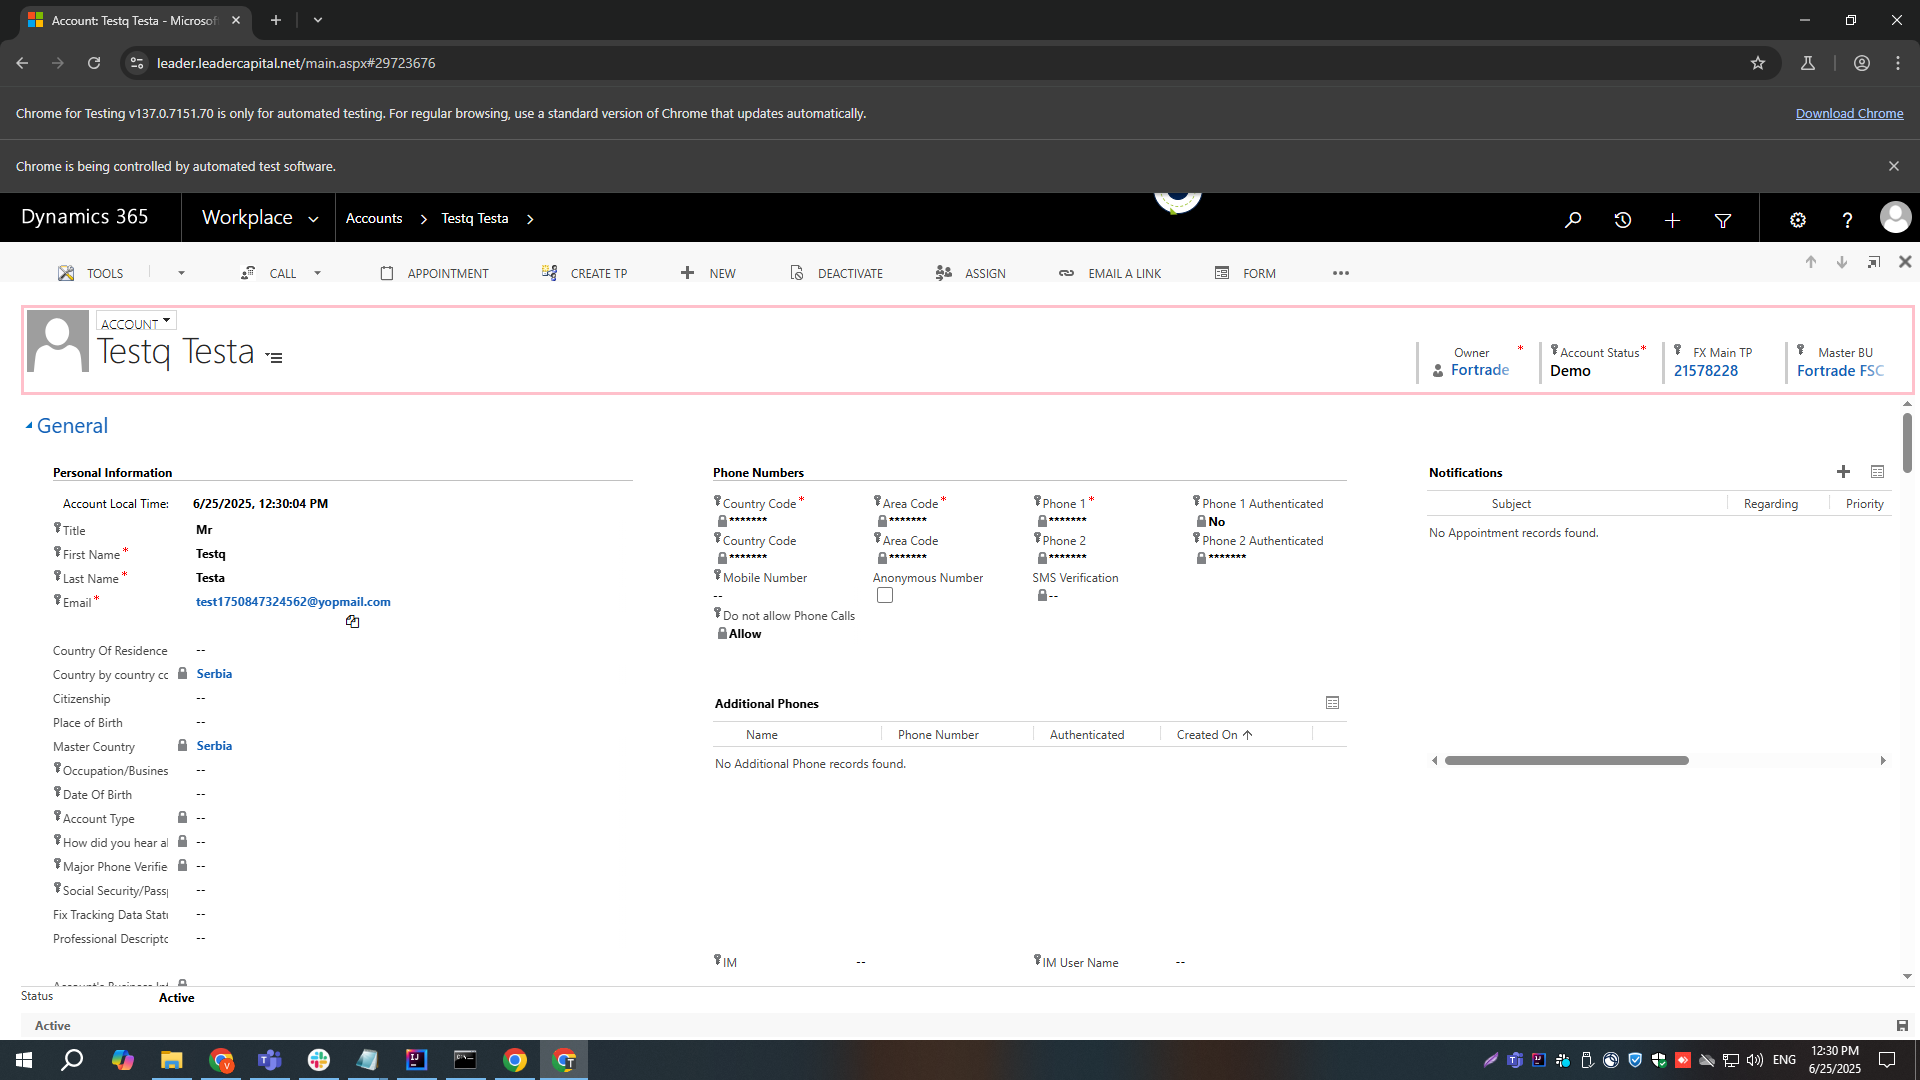 Account: Testq Testa - Microsof
leader.leadercapital.net/main.aspx#29723676
Chrome for Testing v137.0.7151.70 is only for automated testing. For regular browsing, use a standard version of Chrome that updates automatically.
Download Chrome
Chrome is being controlled by automated test software.
Dynamics 365
Workplace
Accounts
Testq Testa
TOOLS
CALL
APPOINTMENT
CREATE TP
NEW
DEACTIVATE
ASSIGN
EMAIL A LINK
FORM
ACCOUNT
Testq Testa
Owner *
Fortrade
Account Status *
Demo
FX Main TP
21578228
Master BU
Fortrade FSC
General
Personal Information
Account Local Time: 6/25/2025, 12:30:04 PM
Title Mr
First Name * Testq
Last Name * Testa
Email * test1750847324562@yopmail.com
Country Of Residence --
Country by country cc Serbia
Citizenship --
Place of Birth --
Master Country Serbia
Occupation/Busines --
Date Of Birth --
Account Type --
How did you hear a --
Major Phone Verifie --
Social Security/Pass --
Fix Tracking Data Stat --
Professional Descripto --
Phone Numbers
Country Code * Area Code * Phone 1 * Phone 1 Authenticated
******* ******* ******* No
Country Code Area Code Phone 2 Phone 2 Authenticated
******* ******* ******* *******
Mobile Number Anonymous Number SMS Verification
-- --
Do not allow Phone Calls
Allow
Additional Phones
Name Phone Number Authenticated Created On
No Additional Phone records found.
IM -- IM User Name --
Notifications
Subject Regarding Priority
No Appointment records found.
Status Active
Active
ENG
12:30 PM
6/25/2025